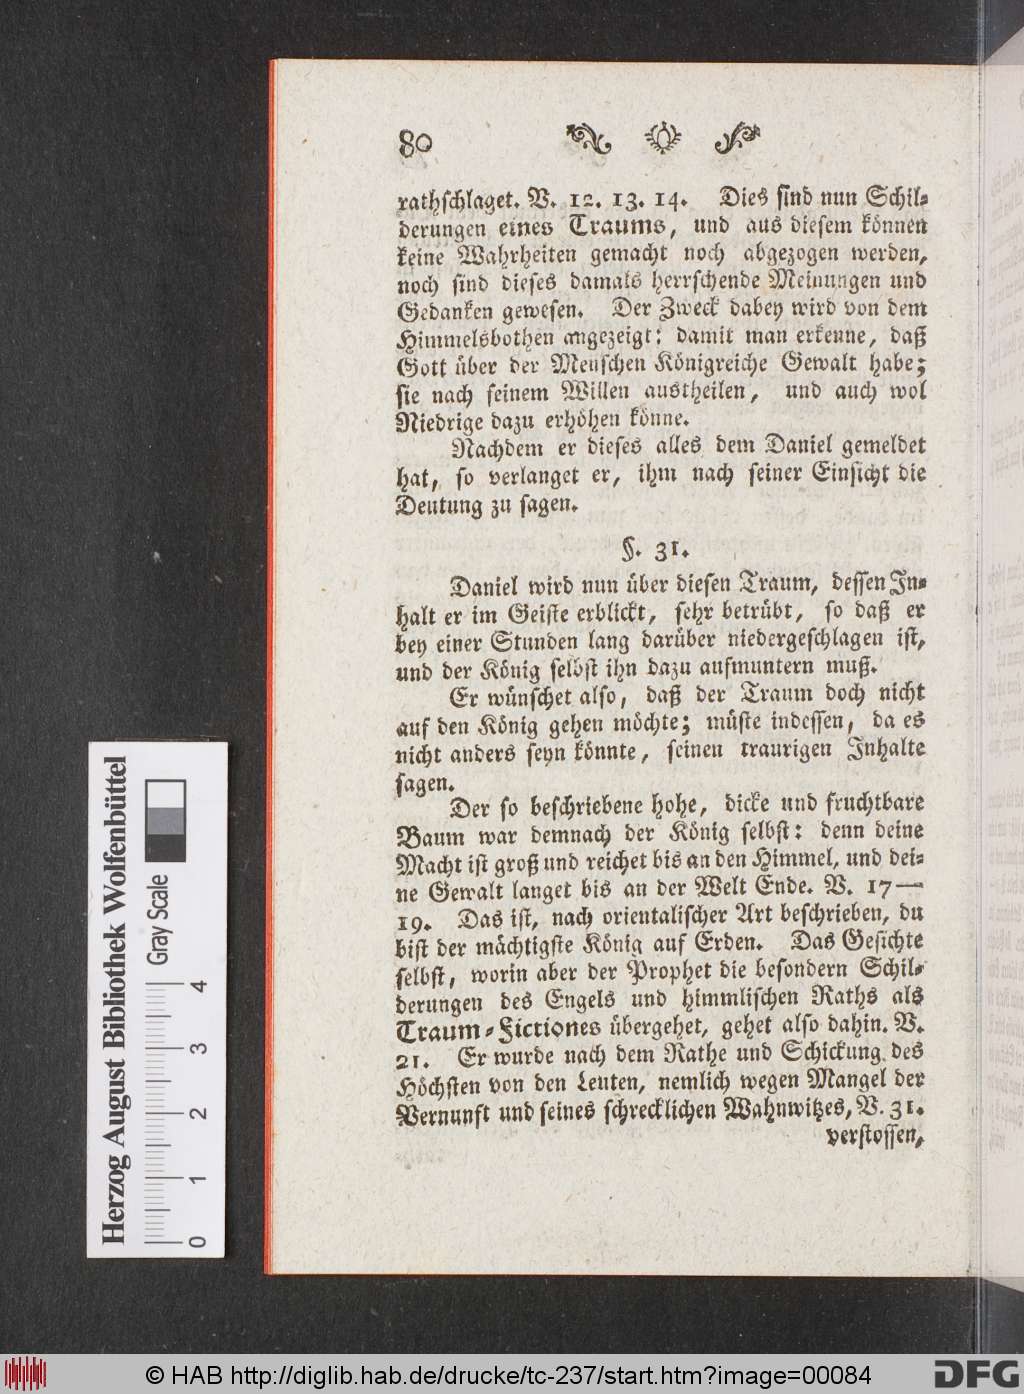 80
rathschlaget. V. 12. 13. 14. Dies sind nun Schil-
derungen eines Traums, und aus diesem können
keine Wahrheiten gemacht noch abgezogen werden,
noch sind dieses damals herrschende Meinungen und
Gedanken gewesen. Der Zweck dabey wird von dem
Himmelsbothen angezeigt: damit man erkenne, daß
Gott über der Menschen Königreiche Gewalt habe;
sie nach seinem Willen austheilen, und auch wol
Niedrige dazu erhöhen könne.
Nachdem er dieses alles dem Daniel gemeldet
hat, so verlanget er, ihm nach seiner Einsicht die
Deutung zu sagen.
§. 31.
Daniel wird nun über diesen Traum, dessen In-
halt er im Geiste erblickt, sehr betrübt, so daß er
bey einer Stunden lang darüber niedergeschlagen ist,
und der König selbst ihn dazu aufmuntern muß.
Er wünschet also, daß der Traum doch nicht
auf den König gehen möchte; müste indessen, da es
nicht anders seyn könnte, seinen traurigen Inhalte
sagen.
Der so beschriebene hohe, dicke und fruchtbare
Baum war demnach der König selbst: denn deine
Macht ist groß und reichet bis an den Himmel, und dei-
ne Gewalt langet bis an der Welt Ende. V. 17—
19. Das ist, nach orientalischer Art beschrieben, du
bist der mächtigste König auf Erden. Das Gesichte
selbst, worin aber der Prophet die besondern Schil-
derungen des Engels und himmlischen Raths als
Traum-Fictiones übergehet, gehet also dahin. V.
21. Er wurde nach dem Rathe und Schickung des
Höchsten von den Leuten, nemlich wegen Mangel der
Vernunft und seines schrecklichen Wahnwitzes, V. 31.
verstossen,
Herzog August Bibliothek Wolfenbüttel
Gray Scale
0 1 2 3 4
© HAB http://diglib.hab.de/drucke/tc-237/start.htm?image=00084
DFG